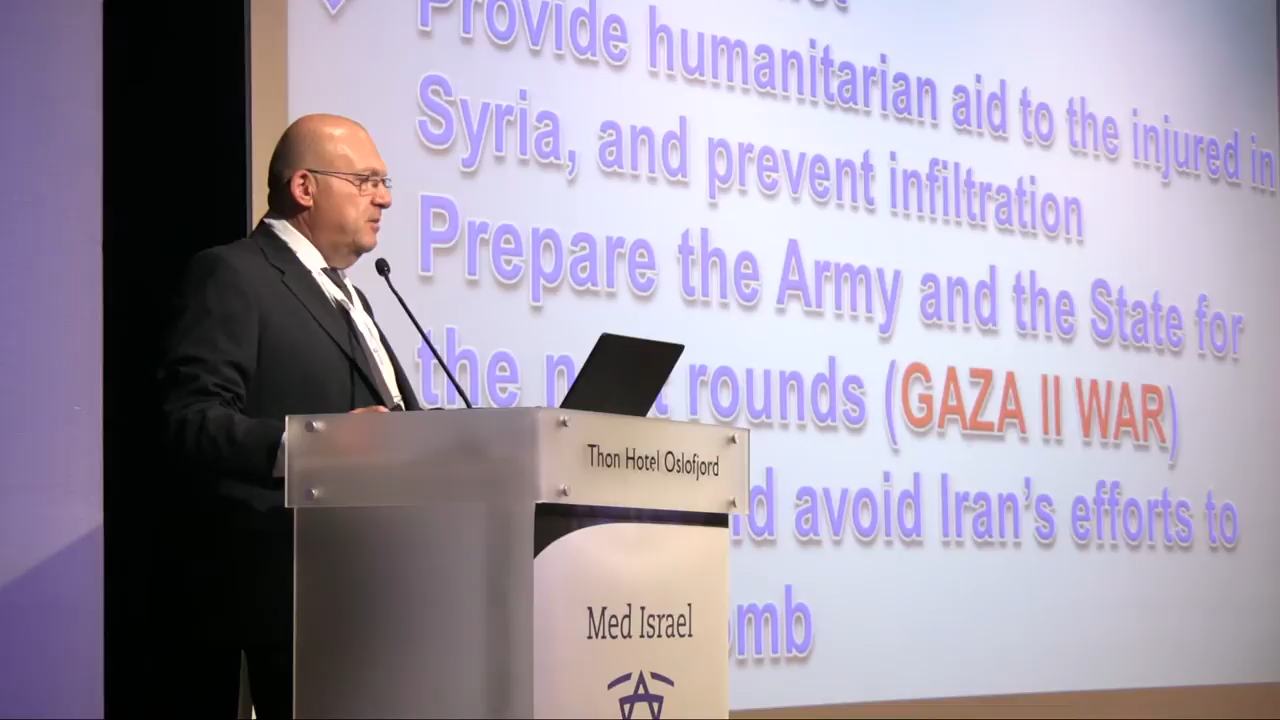 Provide humanitarian aid to the injured in
Syria, and prevent infiltration
Prepare the Army and the State for
the rounds (GAZA II WAR)
avoid Iran's efforts to
Thon Hotel Oslofjord
Med Israel